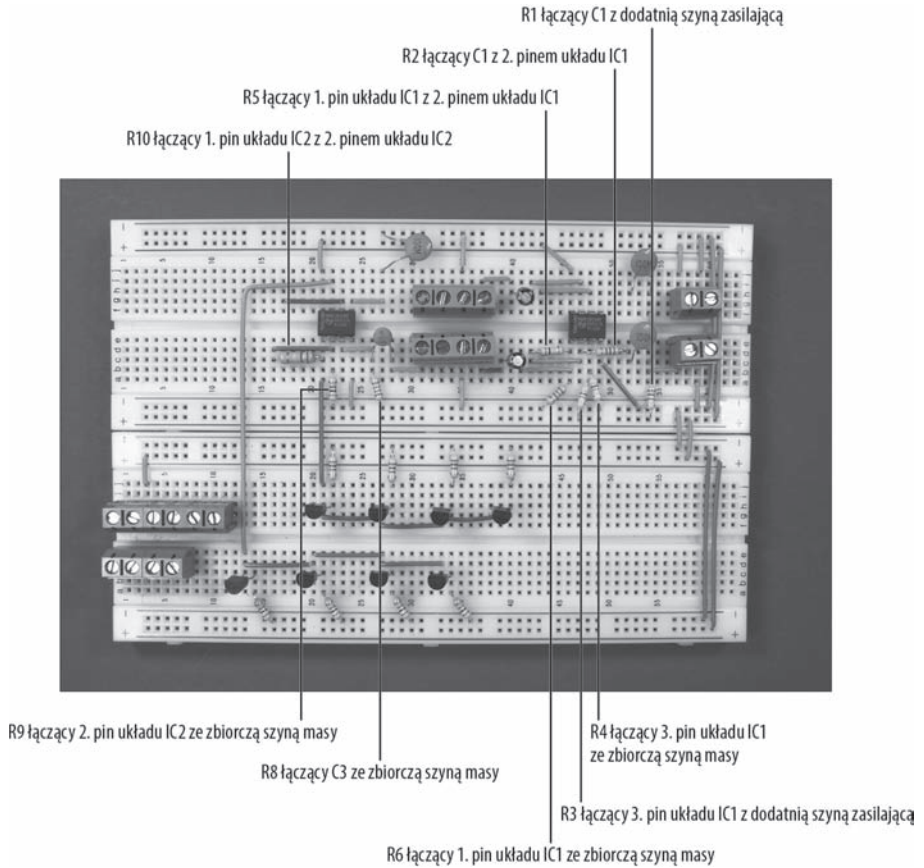 R1 łączący C1 z dodatnią szyną zasilającą
R2 łączący C1 z 2. pinem układu IC1
R5 łączący 1. pin układu IC1 z 2. pinem układu IC1
R10 łączący 1. pin układu IC2 z 2. pinem układu IC2
R9 łączący 2. pin układu IC2 ze zbiorczą szyną masy
R4 łączący 3. pin układu IC1
ze zbiorczą szyną masy
R8 łączący C3 ze zbiorczą szyną masy
R3 łączący 3. pin układu IC1 z dodatnią szyną zasilającą
R6 łączący 1. pin układu IC1 ze zbiorczą szyną masy